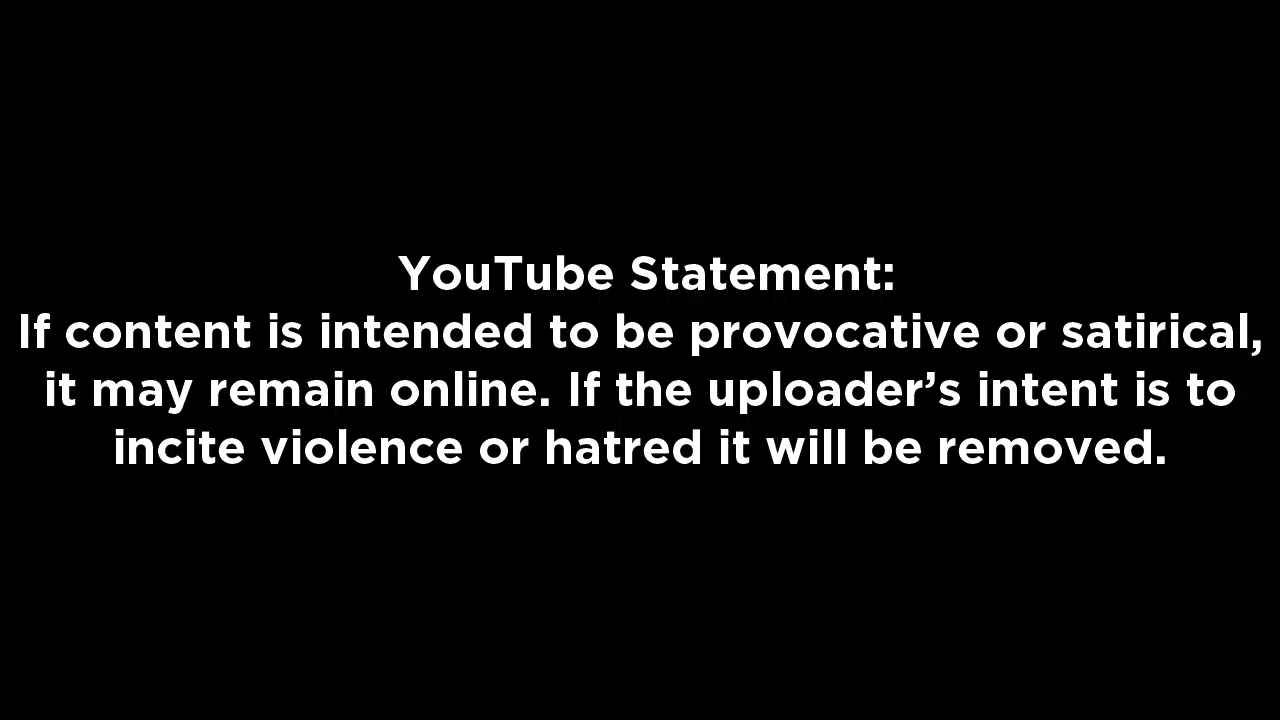 YouTube Statement:
If content is intended to be provocative or satirical,
it may remain online. If the uploader’s intent is to
incite violence or hatred it will be removed.